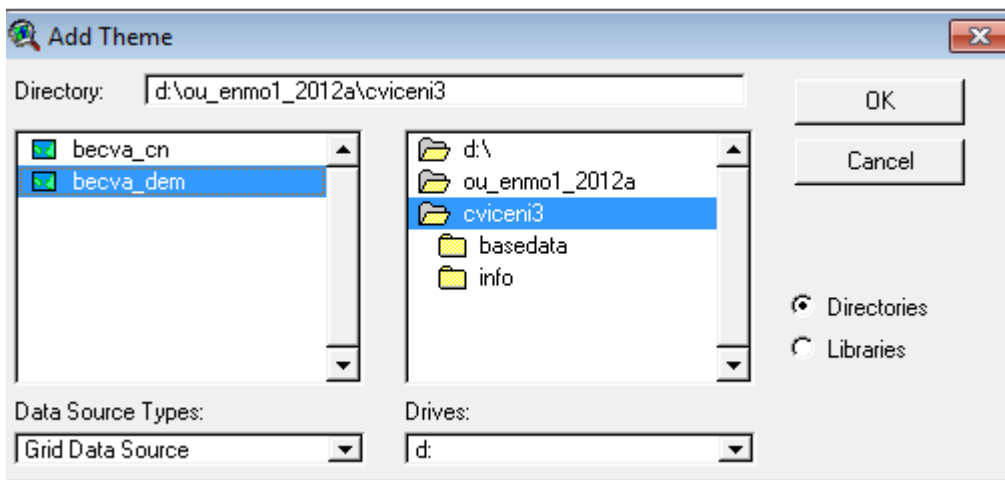 Add Theme
Directory: d:\ou_enmo1_2012a\cviceni3
OK
Cancel
becva_cn
becva_dem
d:\
ou_enmo1_2012a
cviceni3
basedata
info
Directories
Libraries
Data Source Types:
Grid Data Source
Drives:
d: